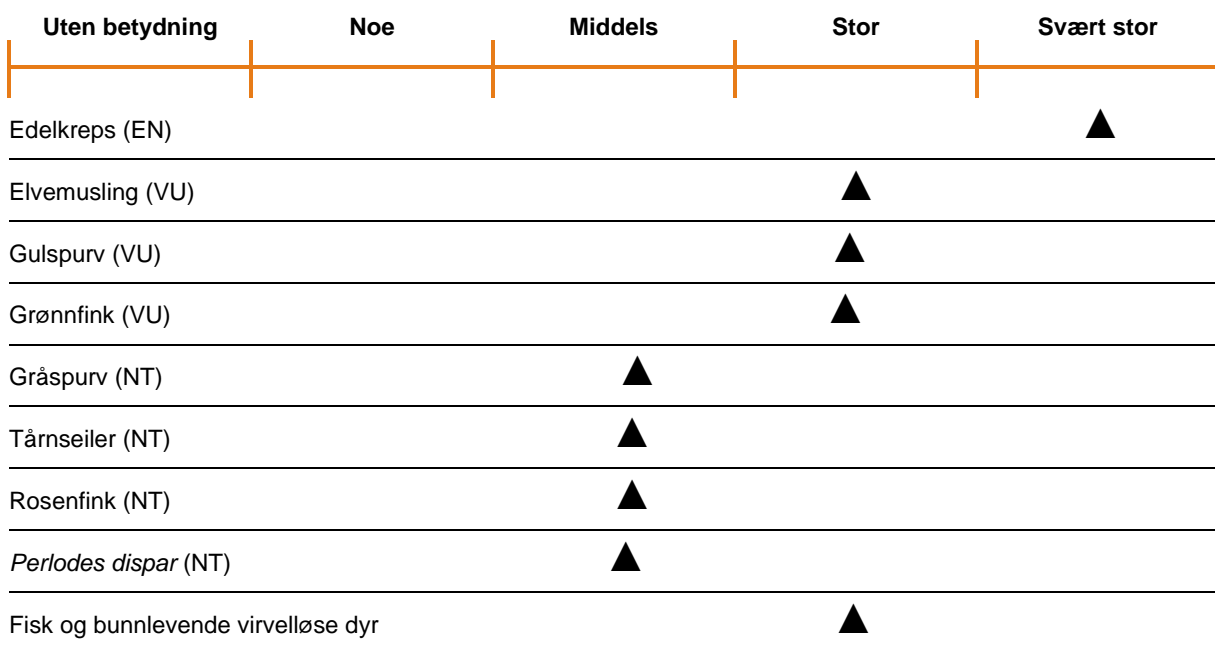 Uten betydning Noe Middels Stor Svært stor
Edelkreps (EN)
Elvemusling (VU)
Gulspurv (VU)
Grønnfink (VU)
Gråspurv (NT)
Tårnseiler (NT)
Rosenfink (NT)
Perlodes dispar (NT)
Fisk og bunnlevende virvelløse dyr